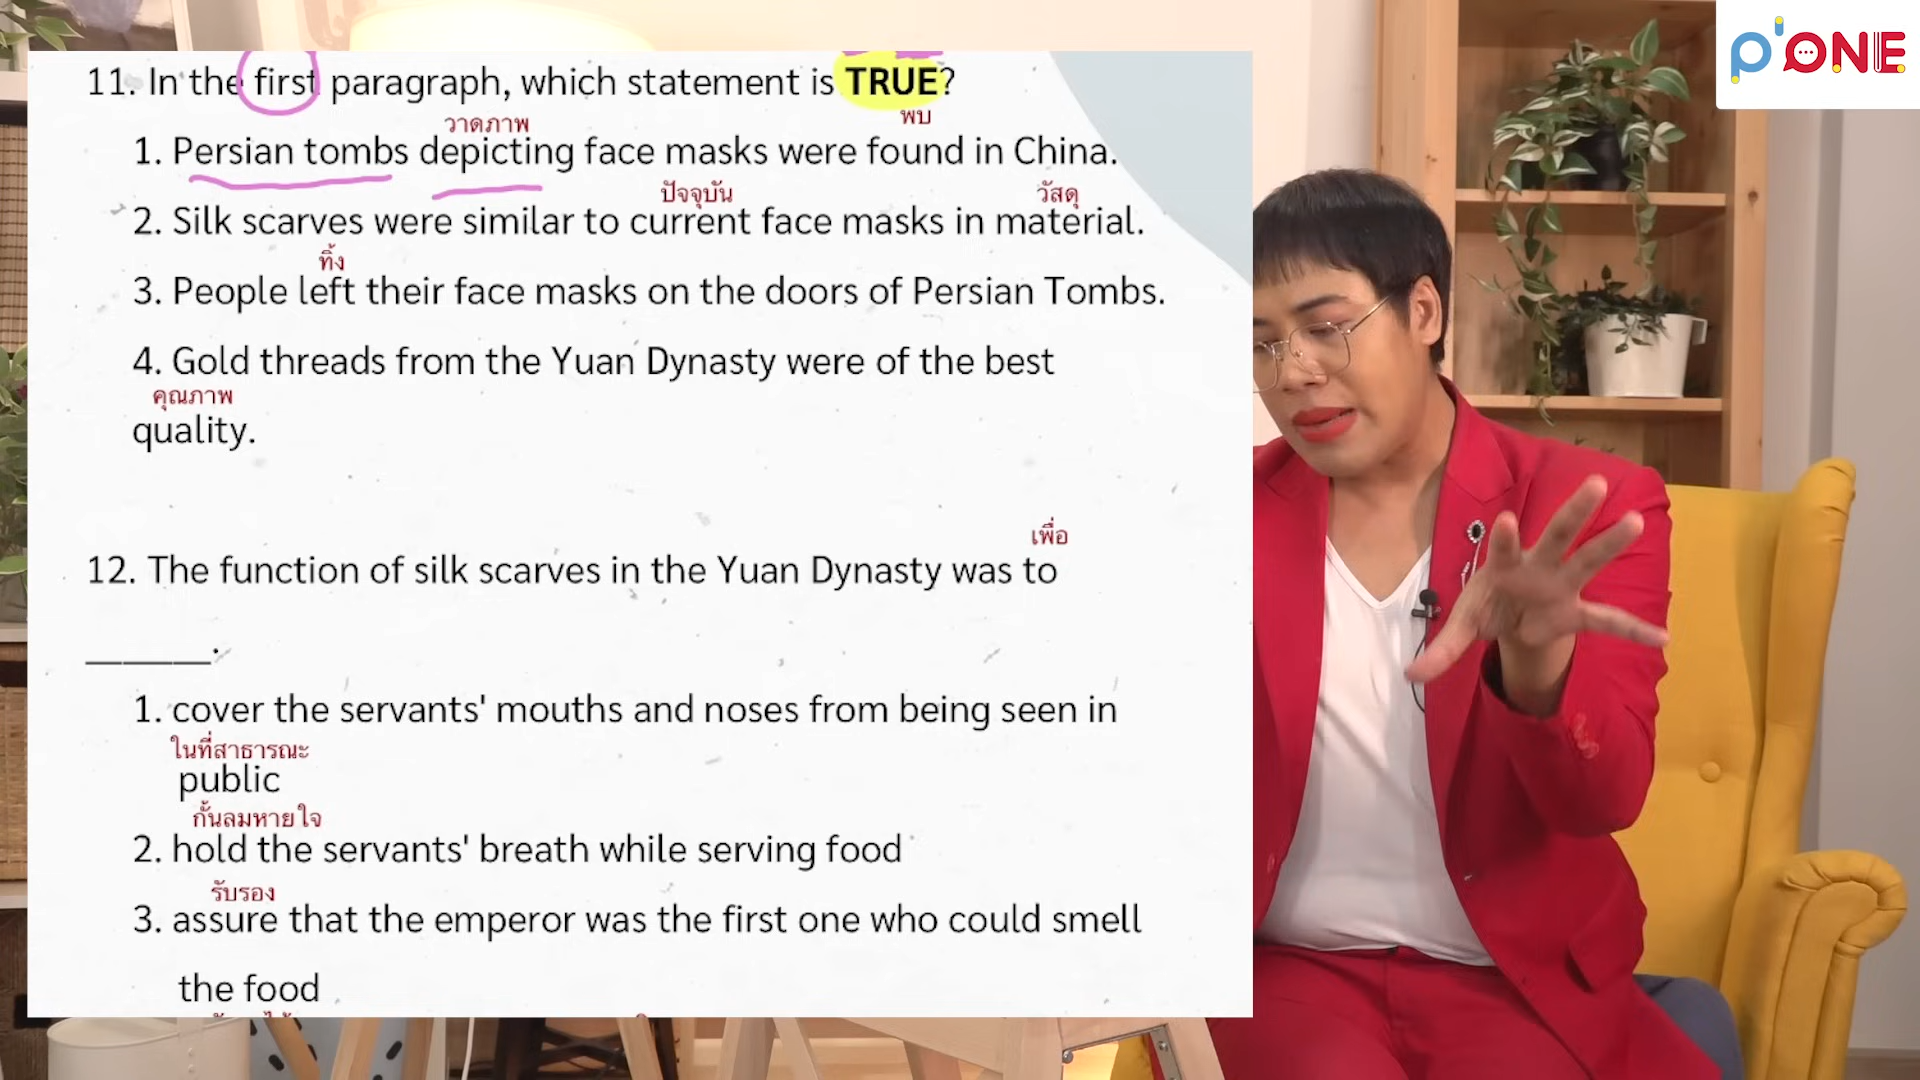 p'ONE
11. In the first paragraph, which statement is TRUE?
วาดภาพ
พบ
1. Persian tombs depicting face masks were found in China.
ปัจจุบัน
วัสดุ
2. Silk scarves were similar to current face masks in material.
ทิ้ง
3. People left their face masks on the doors of Persian Tombs.
4. Gold threads from the Yuan Dynasty were of the best
คุณภาพ
quality.
เพื่อ
12. The function of silk scarves in the Yuan Dynasty was to
_______.
1. cover the servants' mouths and noses from being seen in
ในที่สาธารณะ
public
กั้นลมหายใจ
2. hold the servants' breath while serving food
รับรอง
3. assure that the emperor was the first one who could smell
the food